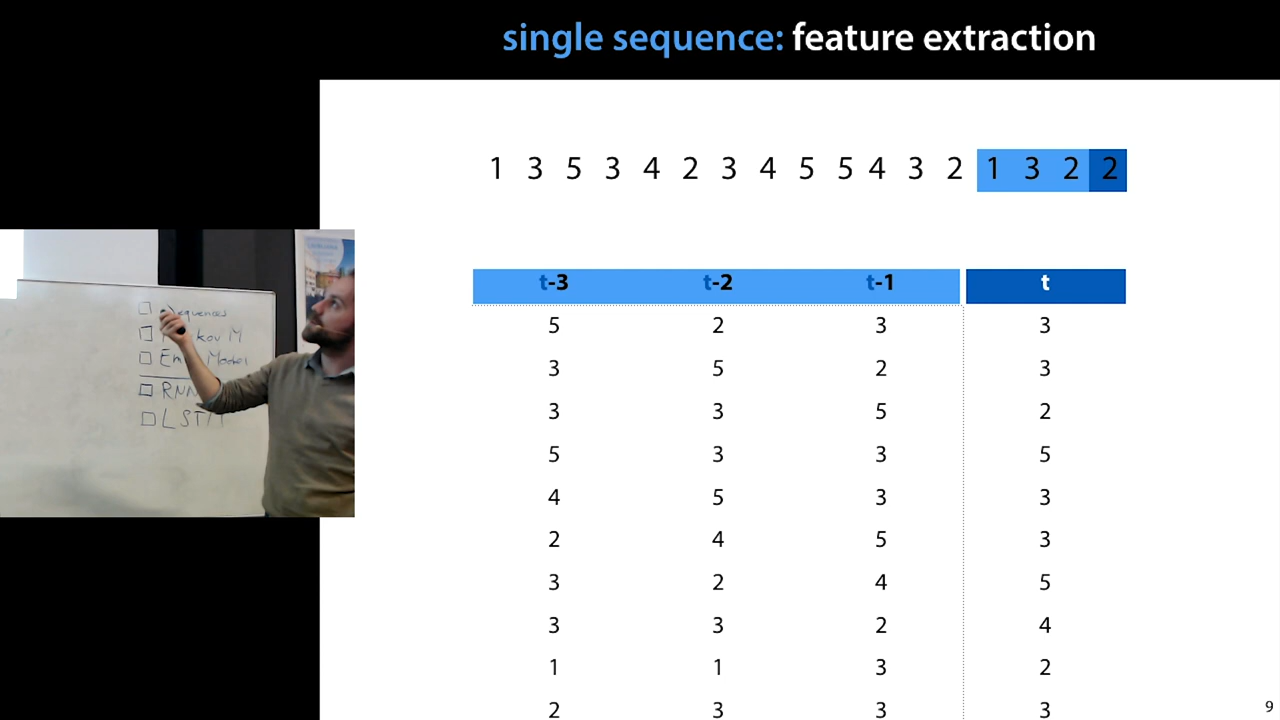 single sequence: feature extraction
1 3 5 3 4 2 3 4 5 5 4 3 2 1 3 2 2
t-3 t-2 t-1 t
5 2 3 3
3 5 2 3
3 3 5 2
5 3 3 5
4 5 3 3
2 4 5 3
3 2 4 5
3 3 2 4
1 1 3 2
2 3 3 3
9
RNN